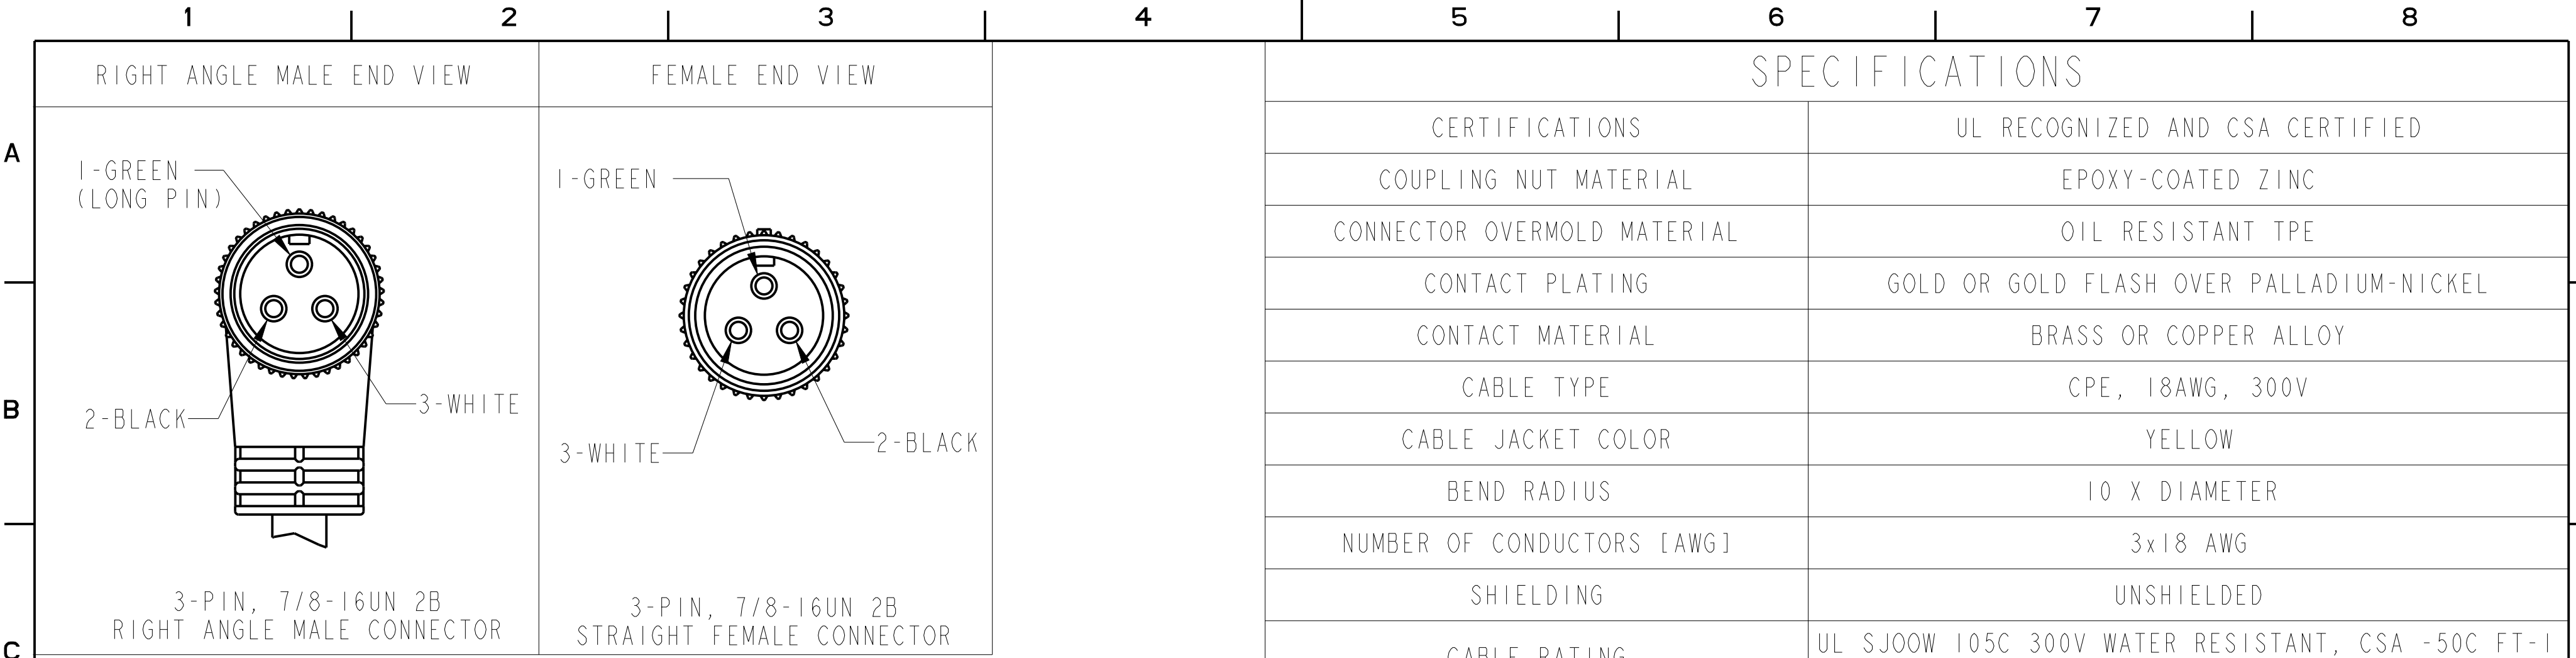 1 2 3 4 5 6 7 8
RIGHT ANGLE MALE END VIEW
FEMALE END VIEW
A
1-GREEN
(LONG PIN)
2-BLACK
3-WHITE
3-PIN, 7/8-16UN 2B
RIGHT ANGLE MALE CONNECTOR
1-GREEN
3-WHITE
2-BLACK
3-PIN, 7/8-16UN 2B
STRAIGHT FEMALE CONNECTOR
B
C
SPECIFICATIONS
CERTIFICATIONS UL RECOGNIZED AND CSA CERTIFIED
COUPLING NUT MATERIAL EPOXY-COATED ZINC
CONNECTOR OVERMOLD MATERIAL OIL RESISTANT TPE
CONTACT PLATING GOLD OR GOLD FLASH OVER PALLADIUM-NICKEL
CONTACT MATERIAL BRASS OR COPPER ALLOY
CABLE TYPE CPE, 18AWG, 300V
CABLE JACKET COLOR YELLOW
BEND RADIUS 10 X DIAMETER
NUMBER OF CONDUCTORS [AWG] 3x18 AWG
SHIELDING UNSHIELDED
CABLE RATING UL SJOOW 105C 300V WATER RESISTANT, CSA -50C FT-1